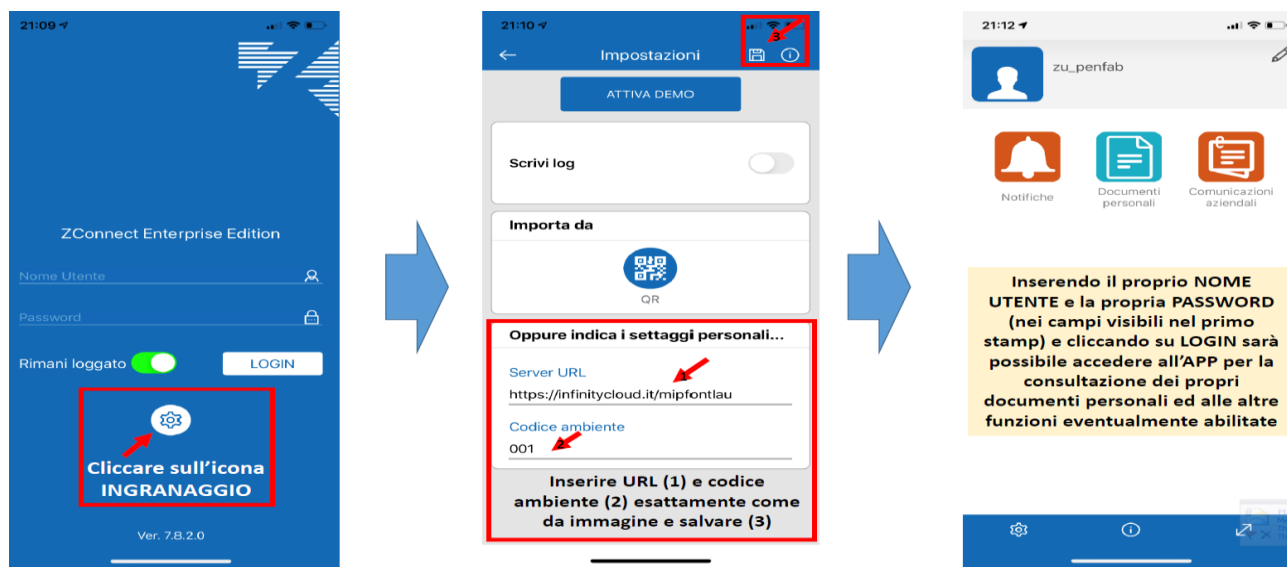 21:09
ZConnect Enterprise Edition
Nome Utente
Password
Rimani loggato
LOGIN
Cliccare sull'icona
INGRANAGGIO
Ver. 7.8.2.0
21:10
3
Impostazioni
ATTIVA DEMO
Scrivi log
Importa da
QR
Oppure indica i settaggi personali...
Server URL
1
https://infinitycloud.it/mipfontlau
Codice ambiente
2
001
Inserire URL (1) e codice
ambiente (2) esattamente come
da immagine e salvare (3)
21:12
zu_penfab
Notifiche
Documenti
personali
Comunicazioni
aziendali
Inserendo il proprio NOME
UTENTE e la propria PASSWORD
(nei campi visibili nel primo
stamp) e cliccando su LOGIN sarà
possibile accedere all'APP per la
consultazione dei propri
documenti personali ed alle altre
funzioni eventualmente abilitate